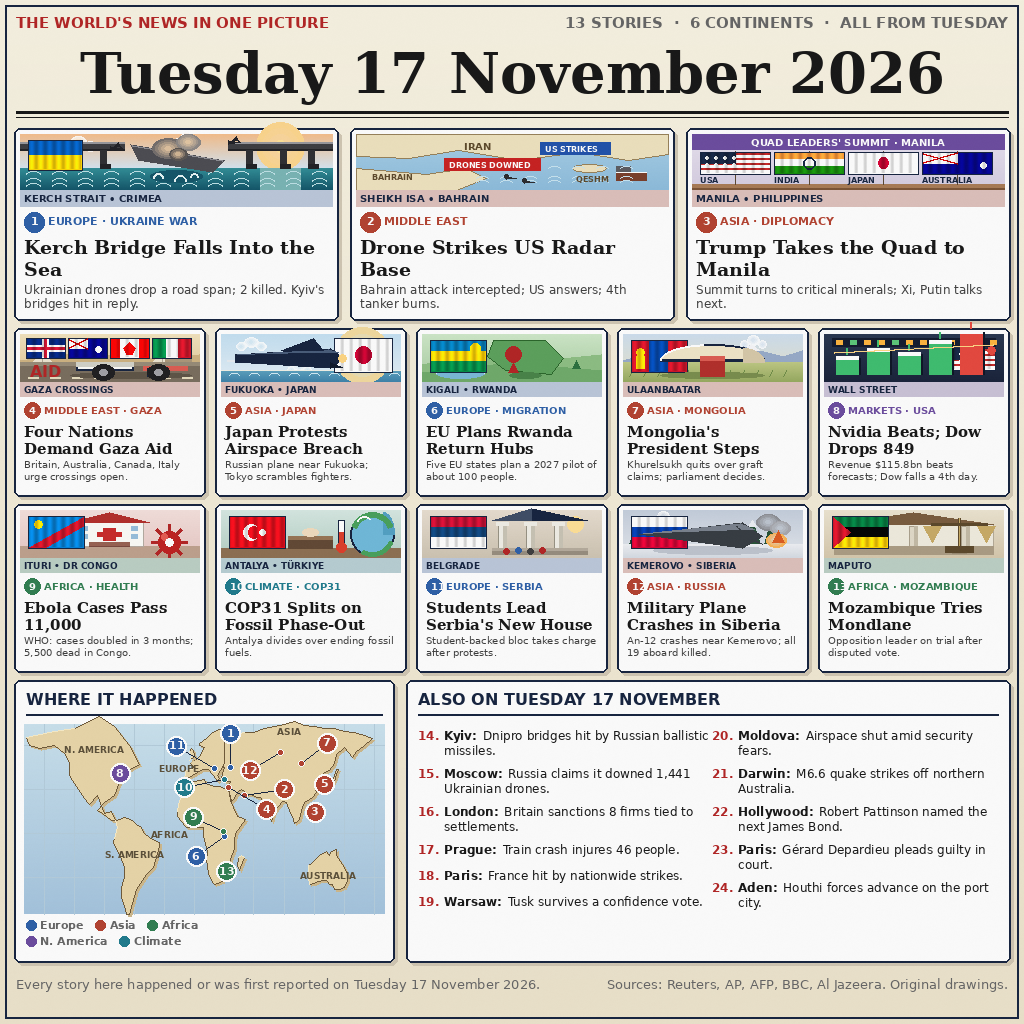 THE WORLD'S NEWS IN ONE PICTURE
13 STORIES · 6 CONTINENTS · ALL FROM TUESDAY
Tuesday 17 November 2026
KERCH STRAIT • CRIMEA
1 EUROPE · UKRAINE WAR
Kerch Bridge Falls Into the
Sea
Ukrainian drones drop a road span; 2 killed. Kyiv's
bridges hit in reply.
IRAN
US STRIKES
DRONES DOWNED
BAHRAIN
QESHM
SHEIKH ISA • BAHRAIN
2 MIDDLE EAST
Drone Strikes US Radar
Base
Bahrain attack intercepted; US answers; 4th
tanker burns.
QUAD LEADERS' SUMMIT · MANILA
USA
INDIA
JAPAN
AUSTRALIA
MANILA • PHILIPPINES
3 ASIA · DIPLOMACY
Trump Takes the Quad to
Manila
Summit turns to critical minerals; Xi, Putin talks
next.
AID
GAZA CROSSINGS
4 MIDDLE EAST · GAZA
Four Nations
Demand Gaza Aid
Britain, Australia, Canada, Italy
urge crossings open.
FUKUOKA • JAPAN
5 ASIA · JAPAN
Japan Protests
Airspace Breach
Russian plane near Fukuoka;
Tokyo scrambles fighters.
KIGALI • RWANDA
6 EUROPE · MIGRATION
EU Plans Rwanda
Return Hubs
Five EU states plan a 2027 pilot of
about 100 people.
ULAANBAATAR
7 ASIA · MONGOLIA
Mongolia's
President Steps
Khurelsukh quits over graft
claims; parliament decides.
WALL STREET
8 MARKETS · USA
Nvidia Beats; Dow
Drops 849
Revenue $115.8bn beats
forecasts; Dow falls a 4th day.
ITURI • DR CONGO
9 AFRICA · HEALTH
Ebola Cases Pass
11,000
WHO: cases doubled in 3 months;
5,500 dead in Congo.
ANTALYA • TÜRKIYE
10 CLIMATE · COP31
COP31 Splits on
Fossil Phase-Out
Antalya divides over ending fossil
fuels.
BELGRADE
11 EUROPE · SERBIA
Students Lead
Serbia's New House
Student-backed bloc takes charge
after protests.
KEMEROVO • SIBERIA
12 ASIA · RUSSIA
Military Plane
Crashes in Siberia
An-12 crashes near Kemerovo; all
19 aboard killed.
MAPUTO
13 AFRICA · MOZAMBIQUE
Mozambique Tries
Mondlane
Opposition leader on trial after
disputed vote.
WHERE IT HAPPENED
N. AMERICA
EUROPE
ASIA
AFRICA
S. AMERICA
AUSTRALIA
1
11
7
12
8
10
2
5
4
3
9
6
13
Europe
Asia
Africa
N. America
Climate
ALSO ON TUESDAY 17 NOVEMBER
14. Kyiv: Dnipro bridges hit by Russian ballistic
missiles.
15. Moscow: Russia claims it downed 1,441
Ukrainian drones.
16. London: Britain sanctions 8 firms tied to
settlements.
17. Prague: Train crash injures 46 people.
18. Paris: France hit by nationwide strikes.
19. Warsaw: Tusk survives a confidence vote.
20. Moldova: Airspace shut amid security
fears.
21. Darwin: M6.6 quake strikes off northern
Australia.
22. Hollywood: Robert Pattinson named the
next James Bond.
23. Paris: Gérard Depardieu pleads guilty in
court.
24. Aden: Houthi forces advance on the port
city.
Every story here happened or was first reported on Tuesday 17 November 2026.
Sources: Reuters, AP, AFP, BBC, Al Jazeera. Original drawings.